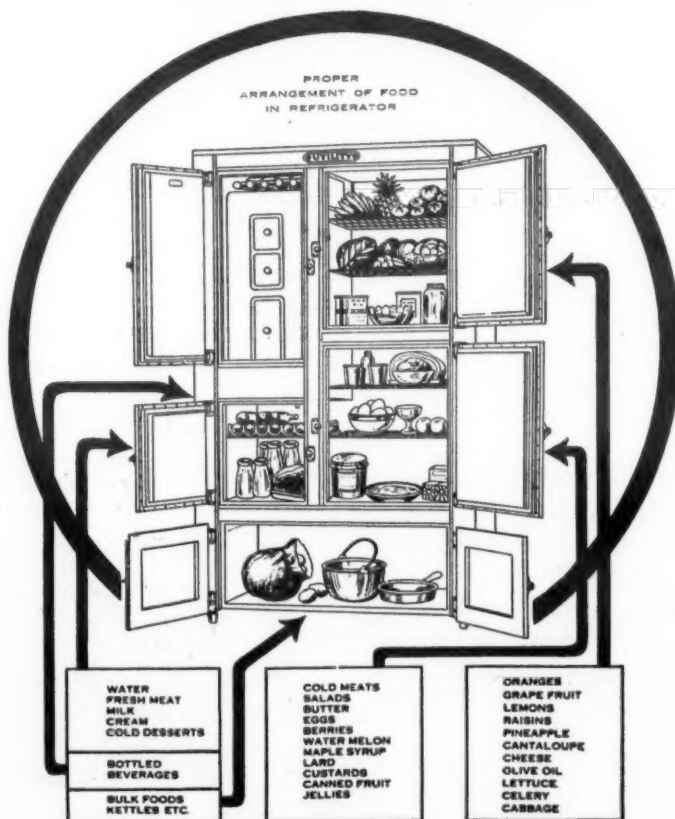 PROPER
ARRANGEMENT OF FOOD
IN REFRIGERATOR
UTILITY
WATER
FRESH MEAT
MILK
CREAM
COLD DESSERTS
BOTTLED
BEVERAGES
BULK FOODS
KETTLES ETC.
COLD MEATS
SALADS
BUTTER
EGGS
BERRIES
WATER MELON
MAPLE SYRUP
LARD
CUSTARDS
CANNED FRUIT
JELLIES
ORANGES
GRAPE FRUIT
LEMONS
RAISINS
PINEAPPLE
CANTALOUPE
CHEESE
OLIVE OIL
LETTUCE
CELERY
CABBAGE